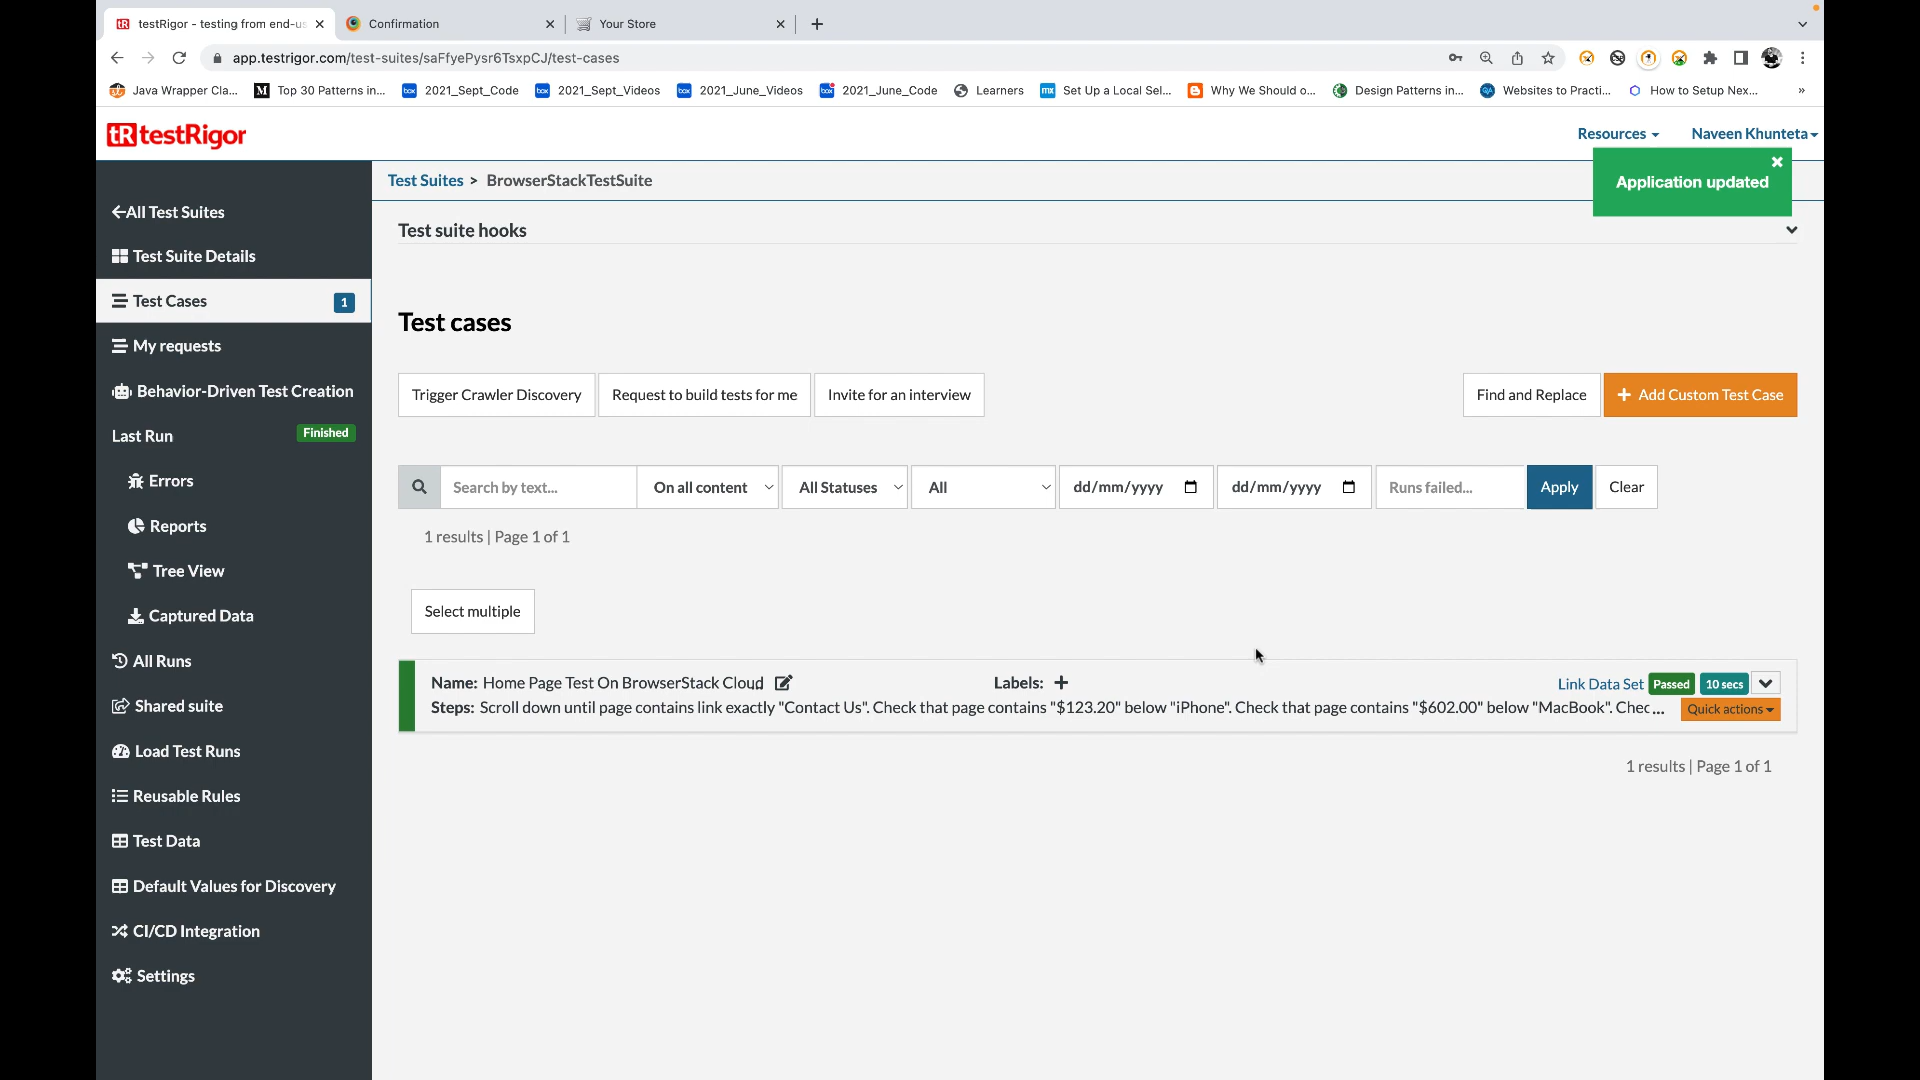 testRigor - testing from end-us
Confirmation
Your Store
app.testrigor.com/test-suites/saFfyePysr6TsxpCJ/test-cases
Java Wrapper Cla...
Top 30 Patterns in...
2021_Sept_Code
2021_Sept_Videos
2021_June_Videos
2021_June_Code
Learners
Set Up a Local Sel...
Why We Should o...
Design Patterns in...
Websites to Practi...
How to Setup Nex...
tR testRigor
Resources
Naveen Khunteta
Application updated
Test Suites > BrowserStackTestSuite
All Test Suites
Test Suite Details
Test Cases 1
My requests
Behavior-Driven Test Creation
Last Run Finished
Errors
Reports
Tree View
Captured Data
All Runs
Shared suite
Load Test Runs
Reusable Rules
Test Data
Default Values for Discovery
CI/CD Integration
Settings
Test suite hooks
Test cases
Trigger Crawler Discovery
Request to build tests for me
Invite for an interview
Find and Replace
+ Add Custom Test Case
Search by text...
On all content
All Statuses
All
dd/mm/yyyy
dd/mm/yyyy
Runs failed...
Apply
Clear
1 results | Page 1 of 1
Select multiple
Name: Home Page Test On BrowserStack Cloud
Labels: +
Link Data Set Passed 10 secs
Steps: Scroll down until page contains link exactly "Contact Us". Check that page contains "$123.20" below "iPhone". Check that page contains "$602.00" below "MacBook". Chec...
Quick actions
1 results | Page 1 of 1